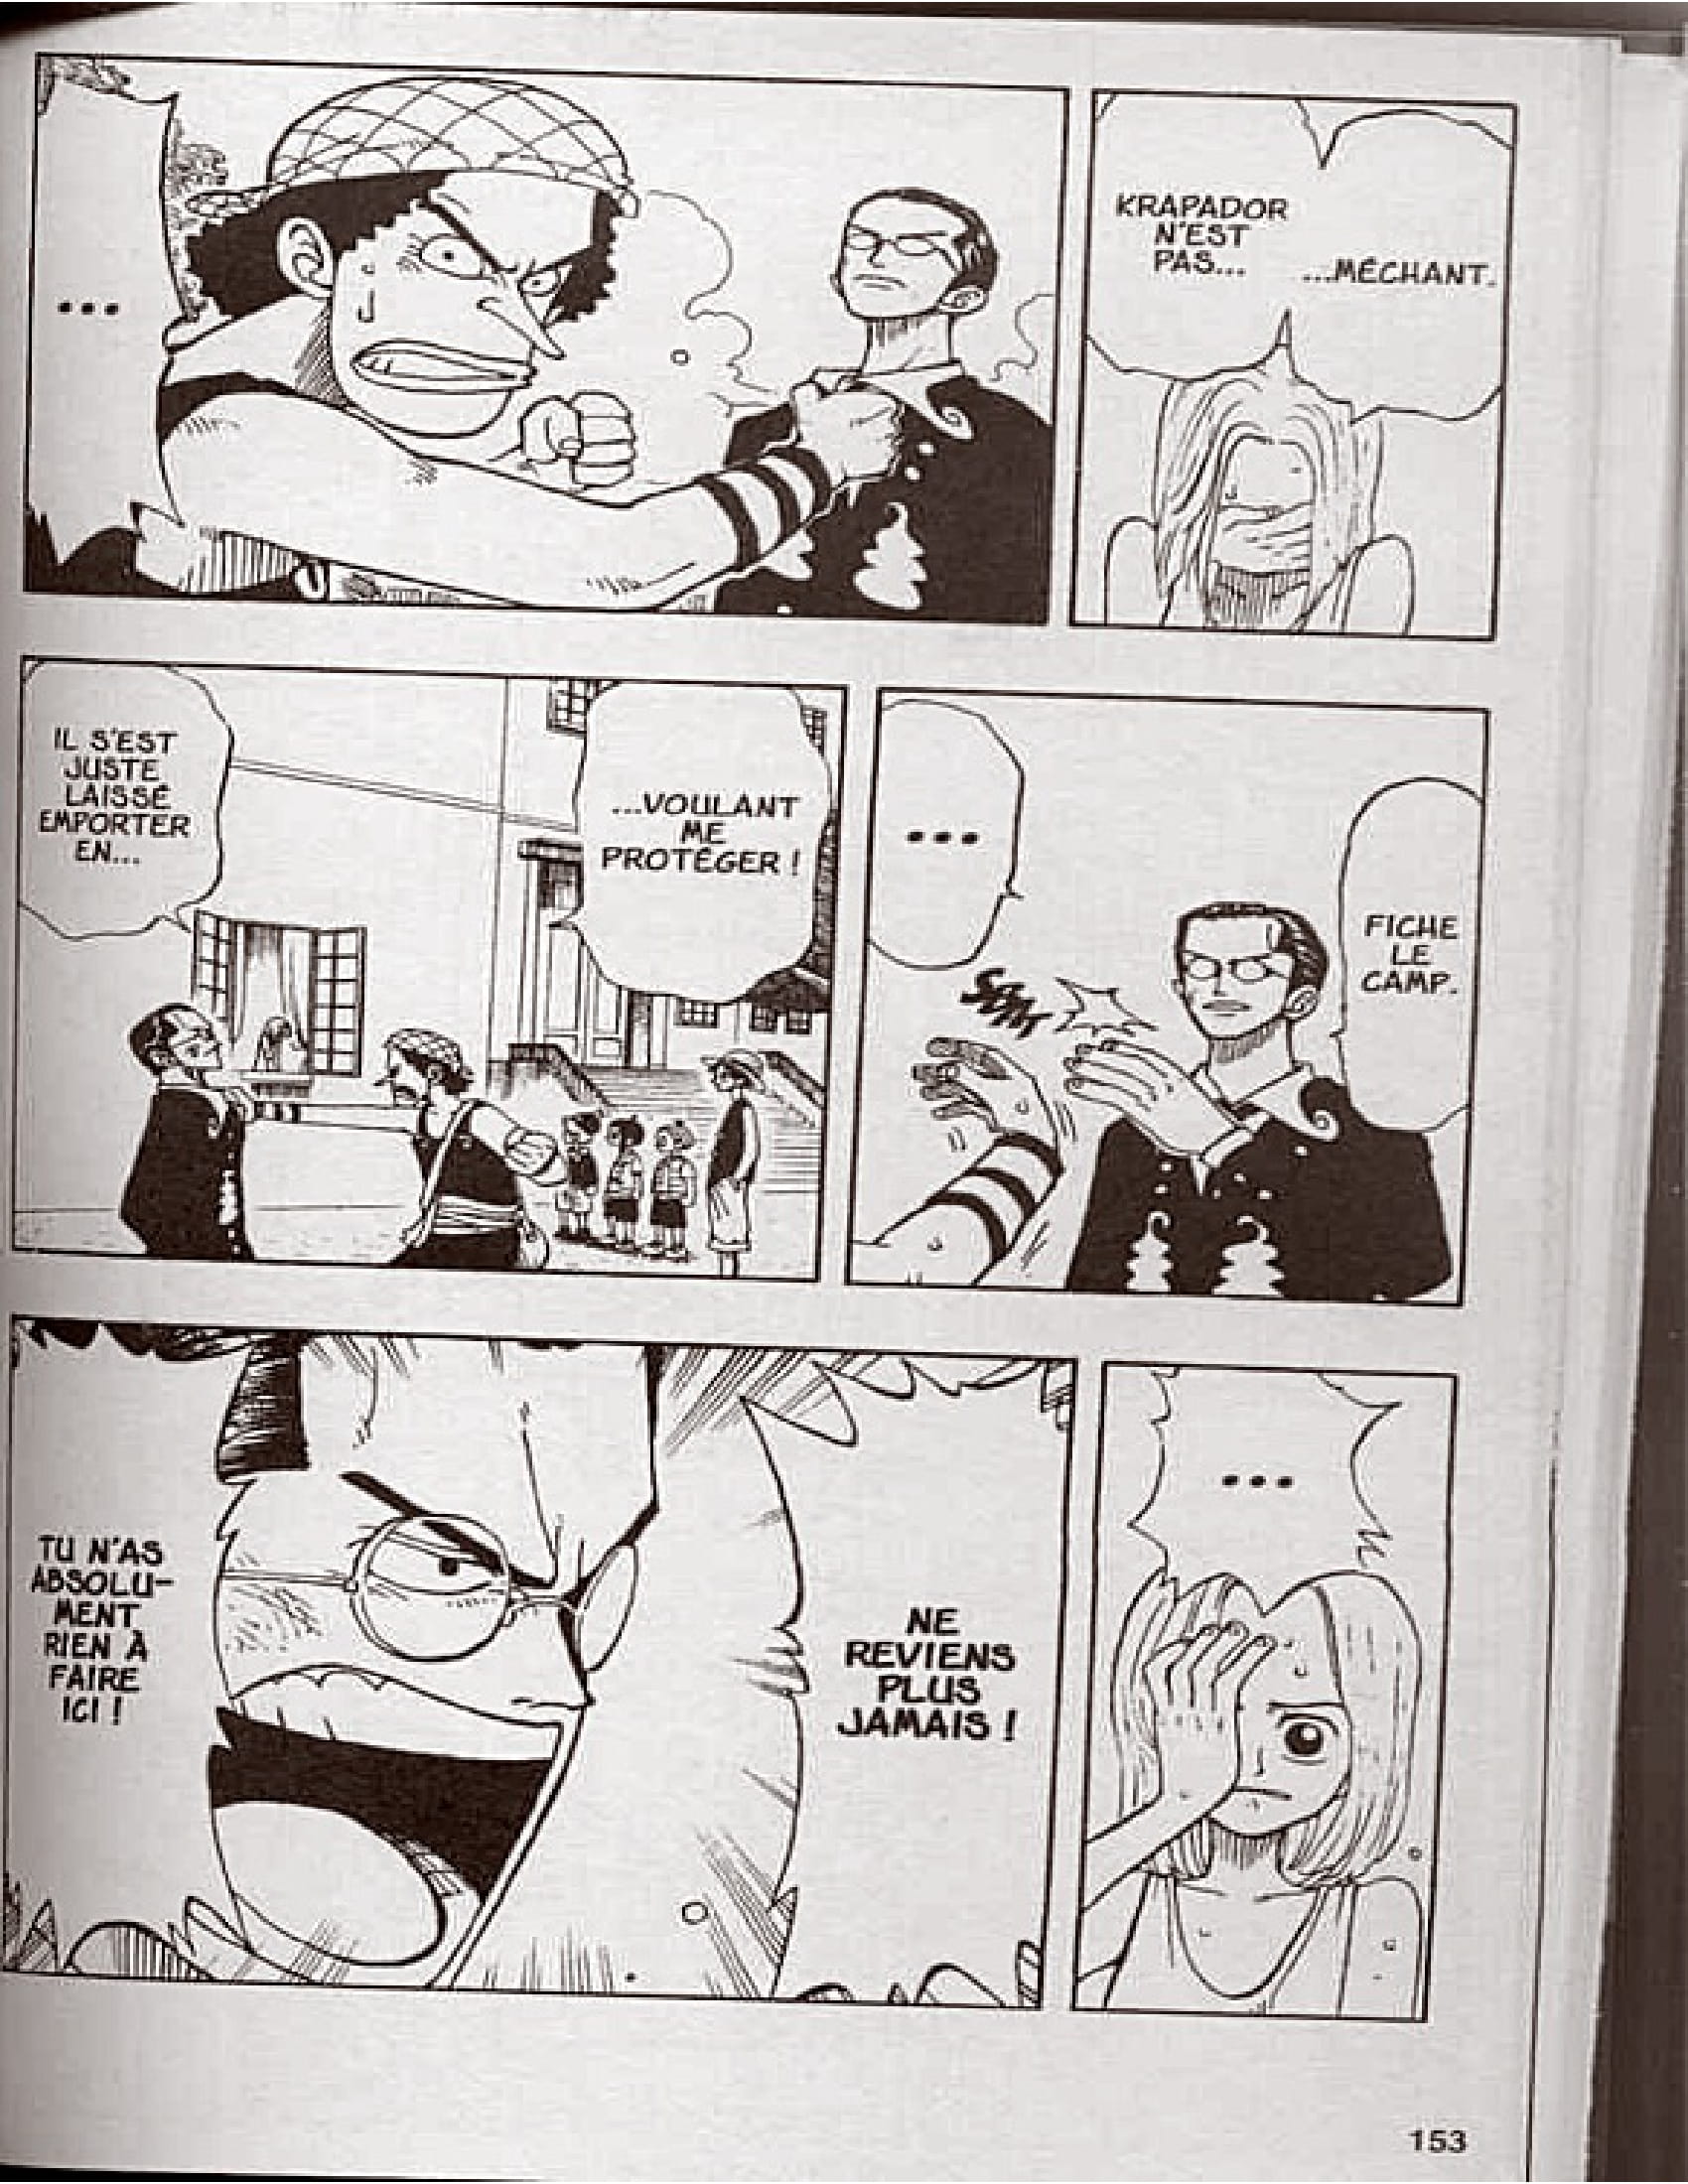 ...
KRAPADOR
N'EST
PAS...
...MÉCHANT.
IL S'EST
JUSTE
LAISSÉ
EMPORTER
EN...
...VOULANT
ME
PROTÉGER !
...
FICHE
LE
CAMP.
TU N'AS
ABSOLU-
MENT
RIEN À
FAIRE
ICI !
NE
REVIENS
PLUS
JAMAIS !
...
153